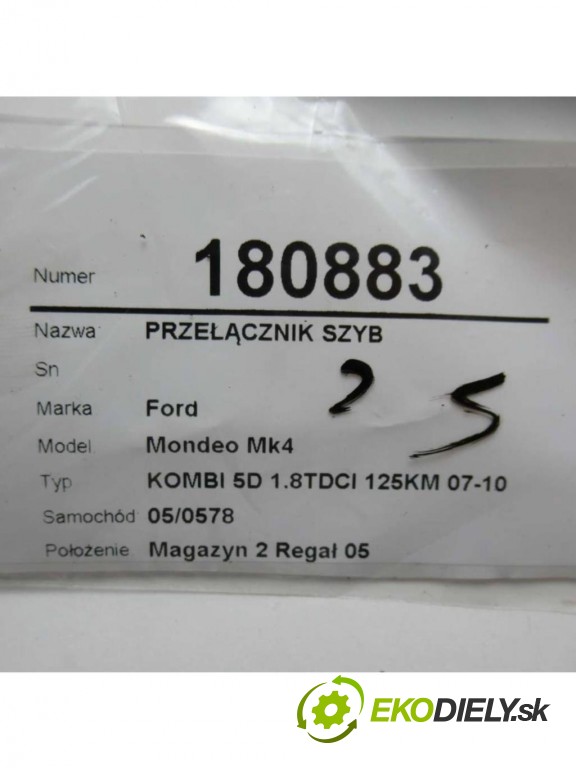 Numer 180883
Nazwa PRZEŁĄCZNIK SZYB
Sn
2 5
Marka Ford
Model Mondeo Mk4
Typ KOMBI 5D 1.8TDCI 125KM 07-10
Samochód 05/0578
Położenie Magazyn 2 Regał 05
EKODIELY.sk